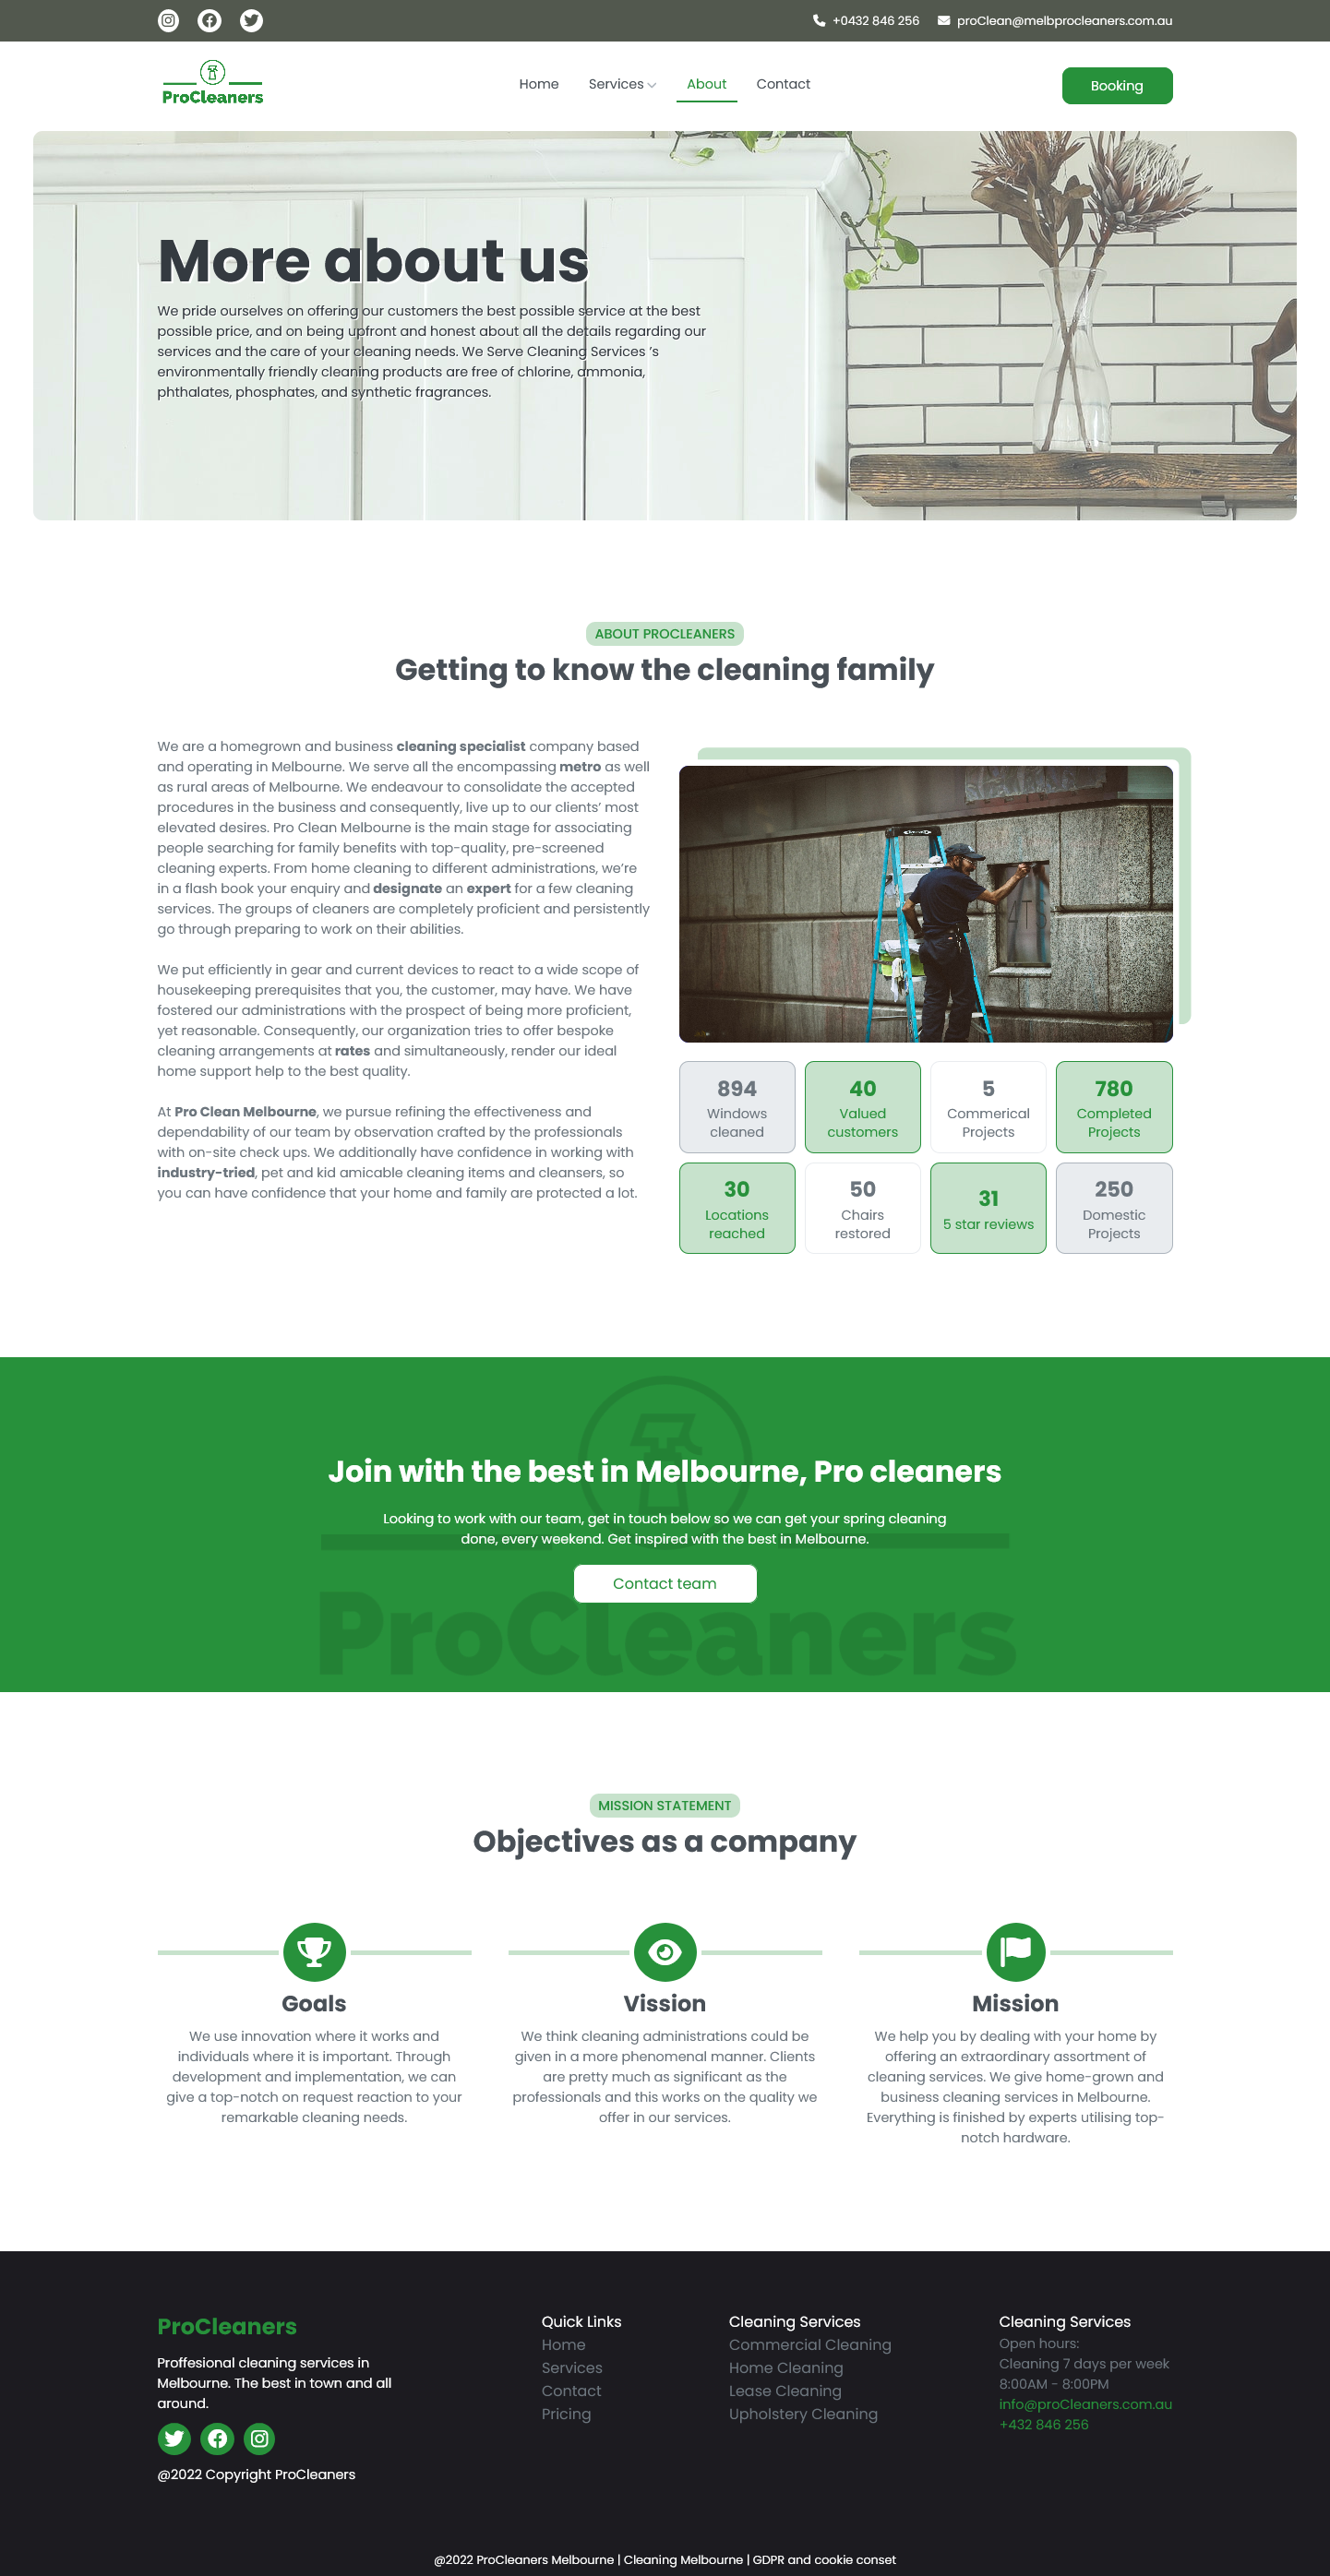 +0432 846 256 proClean@melbprocleaners.com.au
ProCleaners
Home Services About Contact
Booking
More about us
We pride ourselves on offering our customers the best possible service at the best
possible price, and on being upfront and honest about all the details regarding our
services and the care of your cleaning needs. We Serve Cleaning Services ’s
environmentally friendly cleaning products are free of chlorine, ammonia,
phthalates, phosphates, and synthetic fragrances.
ABOUT PROCLEANERS
Getting to know the cleaning family
We are a homegrown and business cleaning specialist company based
and operating in Melbourne. We serve all the encompassing metro as well
as rural areas of Melbourne. We endeavour to consolidate the accepted
procedures in the business and consequently, live up to our clients’ most
elevated desires. Pro Clean Melbourne is the main stage for associating
people searching for family benefits with top-quality, pre-screened
cleaning experts. From home cleaning to different administrations, we’re
in a flash book your enquiry and designate an expert for a few cleaning
services. The groups of cleaners are completely proficient and persistently
go through preparing to work on their abilities.
We put efficiently in gear and current devices to react to a wide scope of
housekeeping prerequisites that you, the customer, may have. We have
fostered our administrations with the prospect of being more proficient,
yet reasonable. Consequently, our organization tries to offer bespoke
cleaning arrangements at rates and simultaneously, render our ideal
home support help to the best quality.
At Pro Clean Melbourne, we pursue refining the effectiveness and
dependability of our team by observation crafted by the professionals
with on-site check ups. We additionally have confidence in working with
industry-tried, pet and kid amicable cleaning items and cleansers, so
you can have confidence that your home and family are protected a lot.
894
Windows
cleaned
40
Valued
customers
5
Commerical
Projects
780
Completed
Projects
30
Locations
reached
50
Chairs
restored
31
5 star reviews
250
Domestic
Projects
Join with the best in Melbourne, Pro cleaners
Looking to work with our team, get in touch below so we can get your spring cleaning
done, every weekend. Get inspired with the best in Melbourne.
Contact team
ProCleaners
MISSION STATEMENT
Objectives as a company
Goals
We use innovation where it works and
individuals where it is important. Through
development and implementation, we can
give a top-notch on request reaction to your
remarkable cleaning needs.
Vission
We think cleaning administrations could be
given in a more phenomenal manner. Clients
are pretty much as significant as the
professionals and this works on the quality we
offer in our services.
Mission
We help you by dealing with your home by
offering an extraordinary assortment of
cleaning services. We give home-grown and
business cleaning services in Melbourne.
Everything is finished by experts utilising top-
notch hardware.
ProCleaners
Proffesional cleaning services in
Melbourne. The best in town and all
around.
@2022 Copyright ProCleaners
Quick Links
Home
Services
Contact
Pricing
Cleaning Services
Commercial Cleaning
Home Cleaning
Lease Cleaning
Upholstery Cleaning
Cleaning Services
Open hours:
Cleaning 7 days per week
8:00AM - 8:00PM
info@proCleaners.com.au
+432 846 256
@2022 ProCleaners Melbourne | Cleaning Melbourne | GDPR and cookie conset